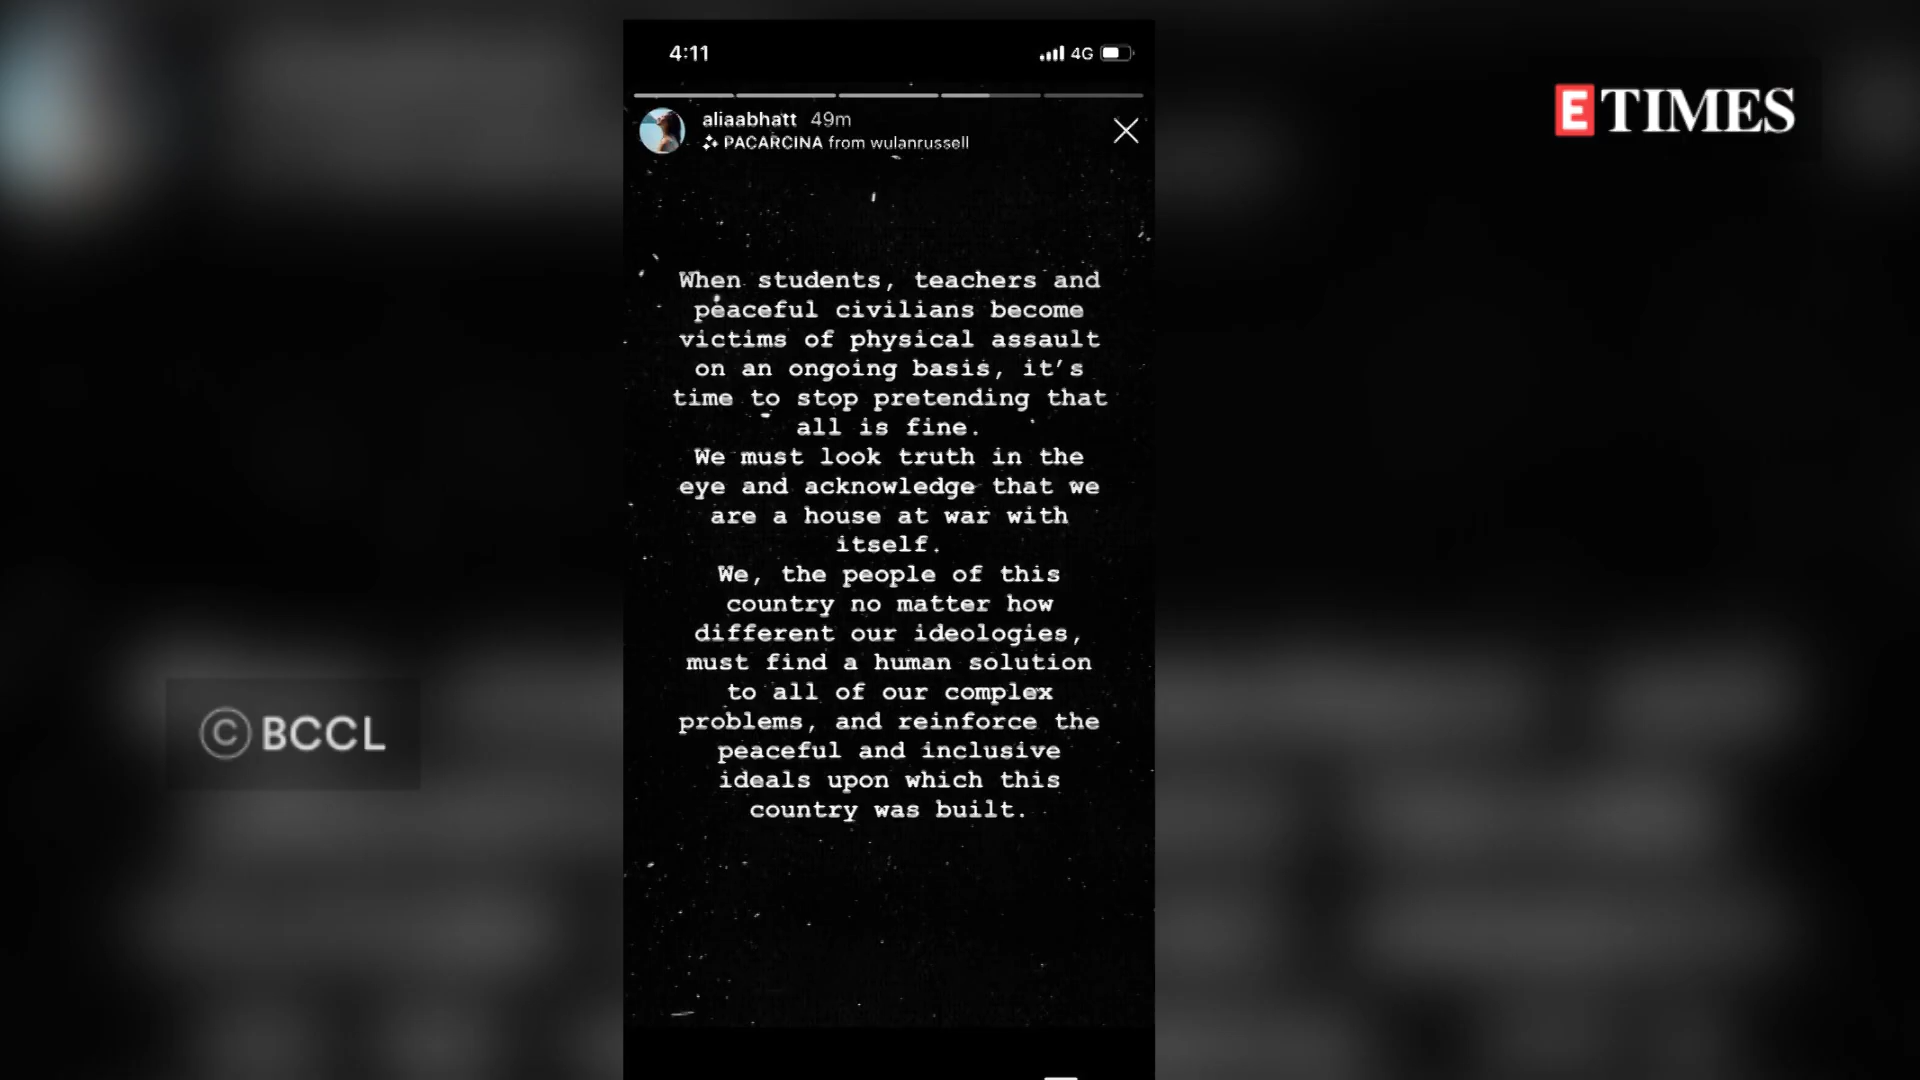 4:11
4G
aliaabhatt 49m
PACARCINA from wulanrussell
E TIMES
When students, teachers and
peaceful civilians become
victims of physical assault
on an ongoing basis, it's
time to stop pretending that
all is fine.
We must look truth in the
eye and acknowledge that we
are a house at war with
itself.
We, the people of this
country no matter how
different our ideologies,
must find a human solution
to all of our complex
problems, and reinforce the
peaceful and inclusive
ideals upon which this
country was built.
© BCCL